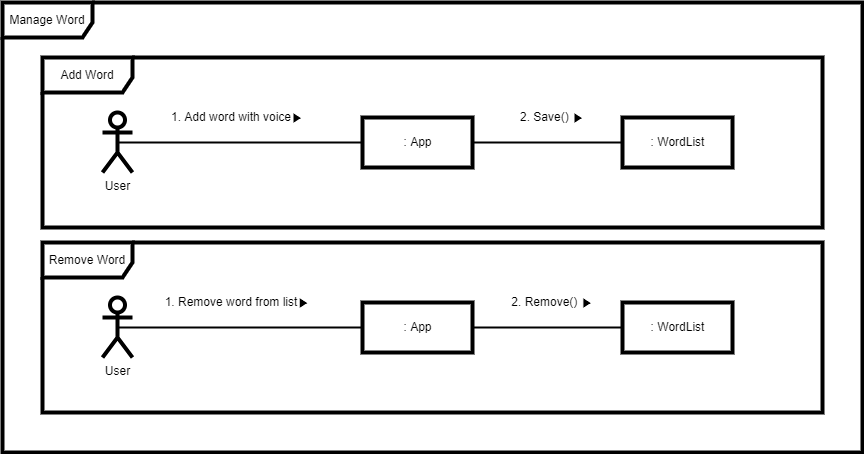 Manage Word
Add Word
1. Add word with voice
2. Save()
: App
: WordList
User
Remove Word
1. Remove word from list
2. Remove()
: App
: WordList
User